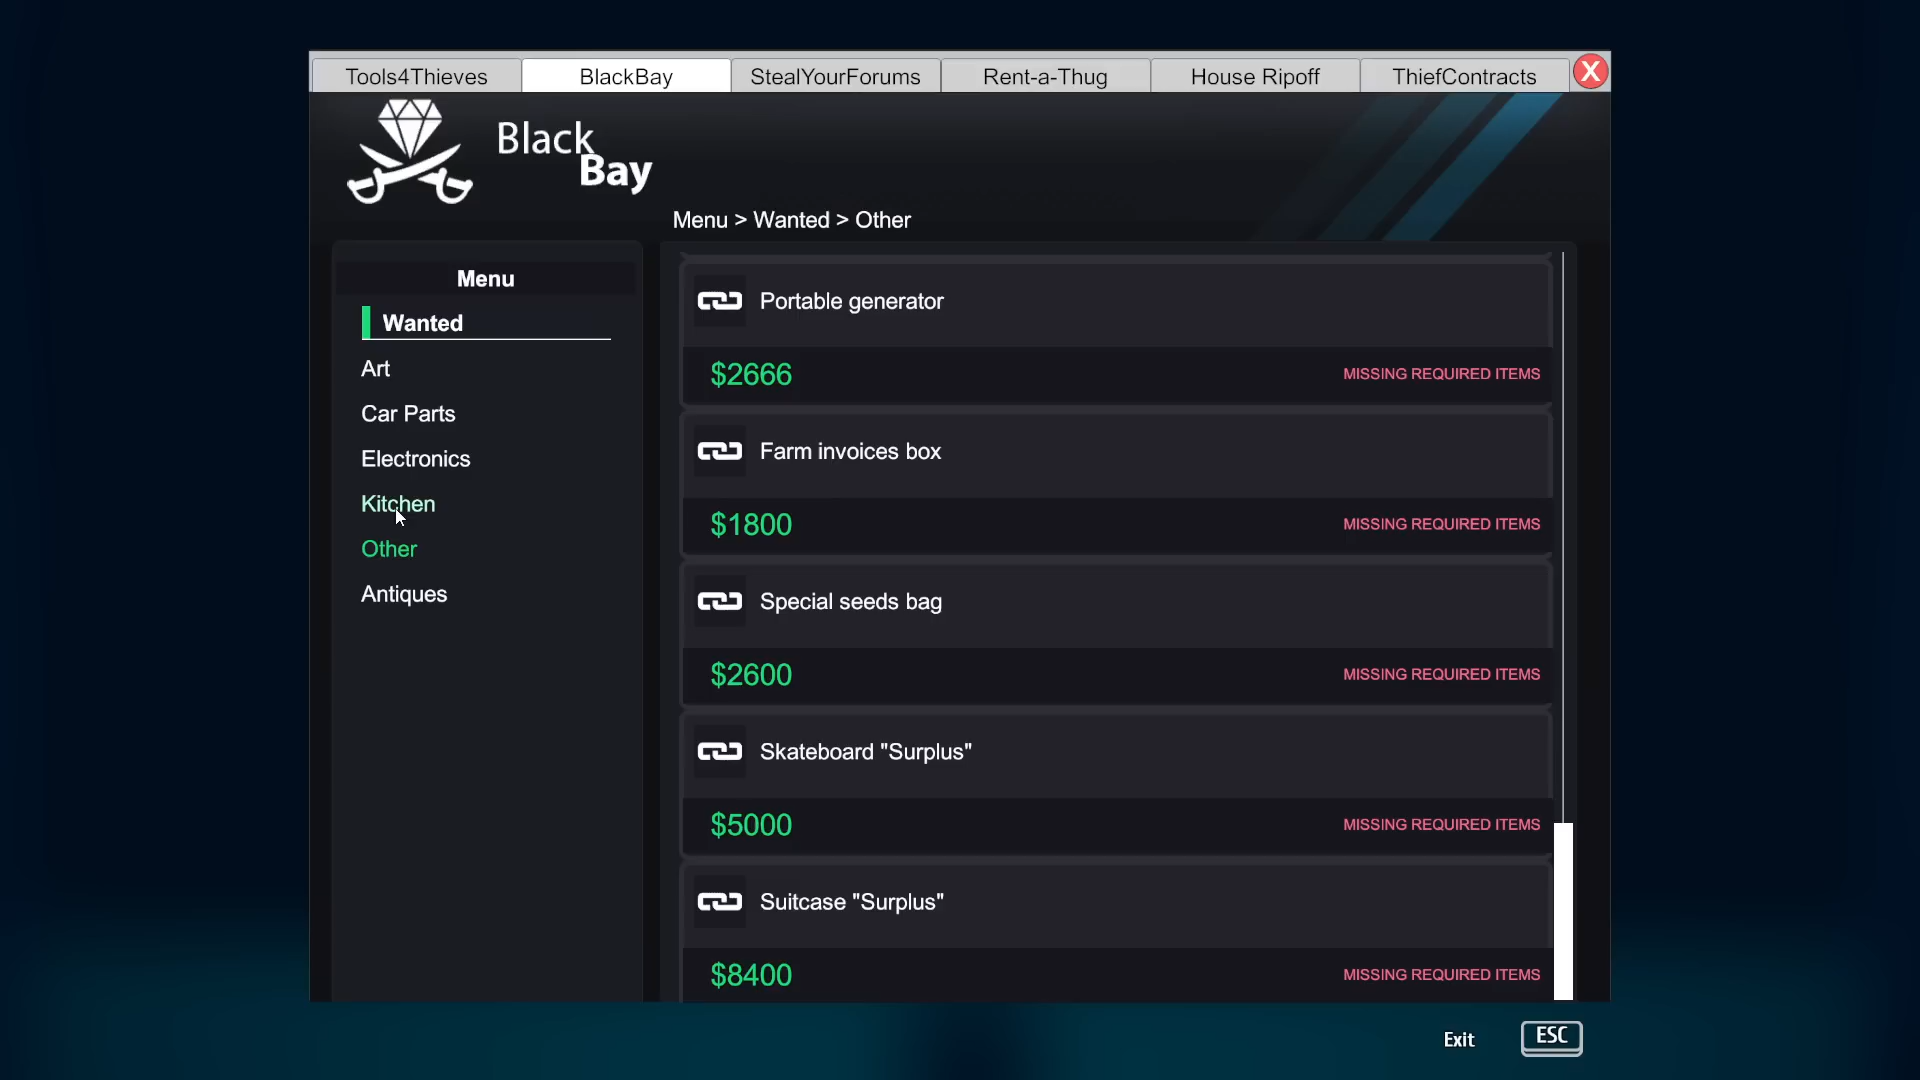 Tools4Thieves
BlackBay
StealYourForums
Rent-a-Thug
House Ripoff
ThiefContracts
X
Black
Bay
Menu > Wanted > Other
Menu
Wanted
Art
Car Parts
Electronics
Kitchen
Other
Antiques
Portable generator
$2666
MISSING REQUIRED ITEMS
Farm invoices box
$1800
MISSING REQUIRED ITEMS
Special seeds bag
$2600
MISSING REQUIRED ITEMS
Skateboard "Surplus"
$5000
MISSING REQUIRED ITEMS
Suitcase "Surplus"
$8400
MISSING REQUIRED ITEMS
Exit
ESC